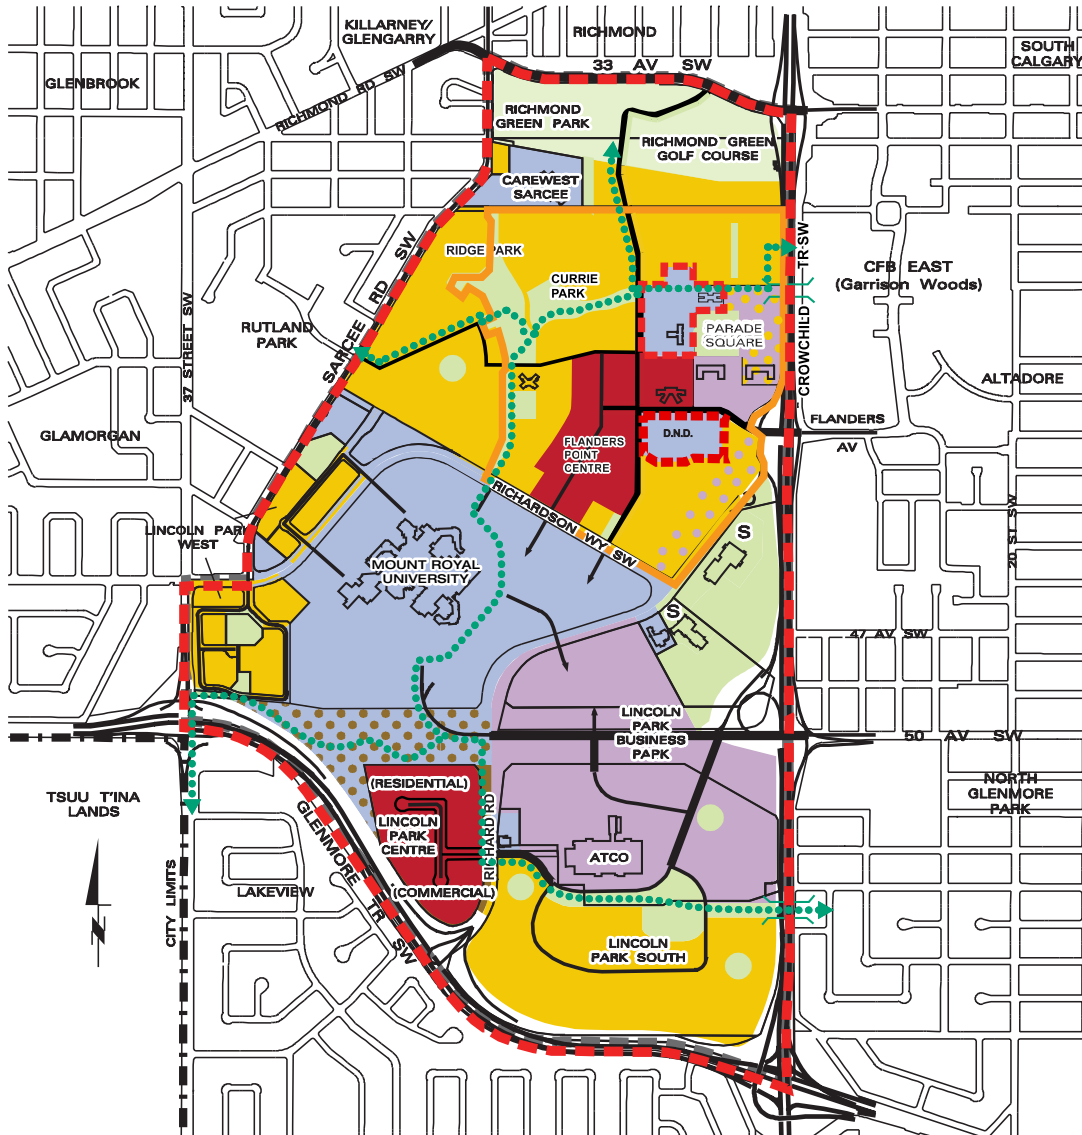 KILLARNEY/
GLENGARRY
RICHMOND
SOUTH
CALGARY
33 AV SW
GLENBROOK
RICHMOND RD SW
RICHMOND
GREEN PARK
RICHMOND GREEN
GOLF COURSE
CAREWEST
SARCEE
RIDGE PARK
CURRIE
PARK
SARCEE RD SW
CROWCHILD TR SW
CFB EAST
(Garrison Woods)
37 STREET SW
RUTLAND
PARK
PARADE
SQUARE
ALTADORE
GLAMORGAN
FLANDERS
AV
D.N.D.
FLANDERS
POINT
CENTRE
RICHARDSON WY SW
20 ST SW
LINCOLN PARK
WEST
S
MOUNT ROYAL
UNIVERSITY
S
47 AV SW
LINCOLN
PARK
BUSINESS
PAPK
50 AV SW
TSUU T'INA
LANDS
(RESIDENTIAL)
LINCOLN
PARK
CENTRE
(COMMERCIAL)
RICHARD RD
NORTH
GLENMORE
PARK
ATCO
GLENMORE TR SW
LAKEVIEW
CITY LIMITS
N
LINCOLN
PARK SOUTH